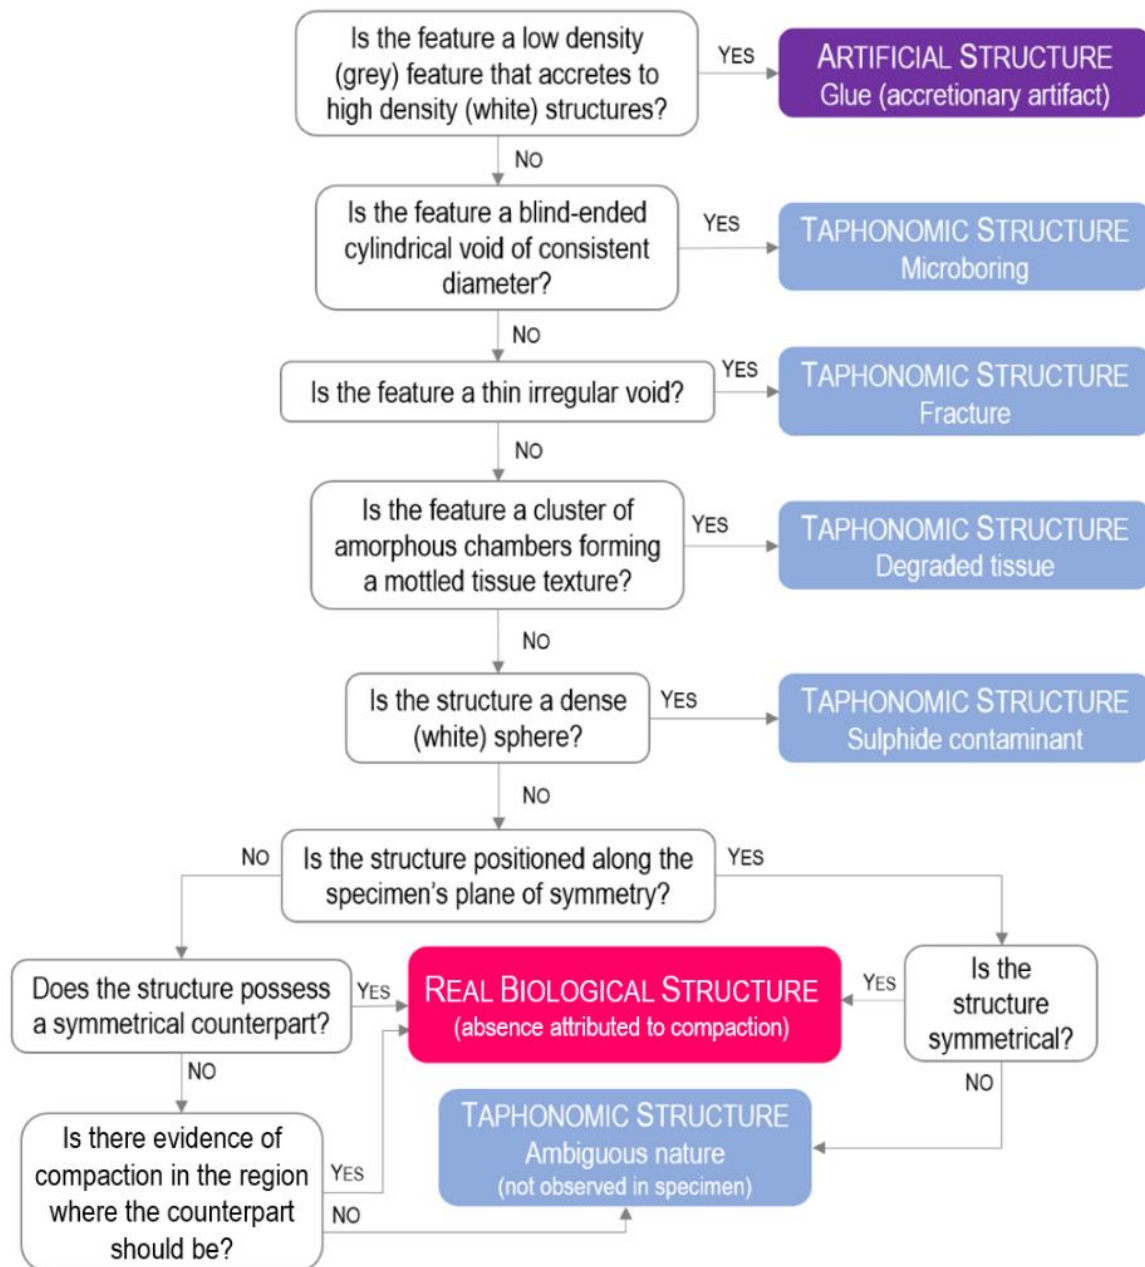 Is the feature a low density
(grey) feature that accretes to
high density (white) structures?
YES
ARTIFICIAL STRUCTURE
Glue (accretionary artifact)
NO
Is the feature a blind-ended
cylindrical void of consistent
diameter?
YES
TAPHONOMIC STRUCTURE
Microboring
NO
Is the feature a thin irregular void?
YES
TAPHONOMIC STRUCTURE
Fracture
NO
Is the feature a cluster of
amorphous chambers forming
a mottled tissue texture?
YES
TAPHONOMIC STRUCTURE
Degraded tissue
NO
Is the structure a dense
(white) sphere?
YES
TAPHONOMIC STRUCTURE
Sulphide contaminant
NO
Is the structure positioned along the
specimen’s plane of symmetry?
NO
YES
Does the structure possess
a symmetrical counterpart?
YES
REAL BIOLOGICAL STRUCTURE
(absence attributed to compaction)
YES
Is the
structure
symmetrical?
NO
NO
Is there evidence of
compaction in the region
where the counterpart
should be?
YES
NO
TAPHONOMIC STRUCTURE
Ambiguous nature
(not observed in specimen)